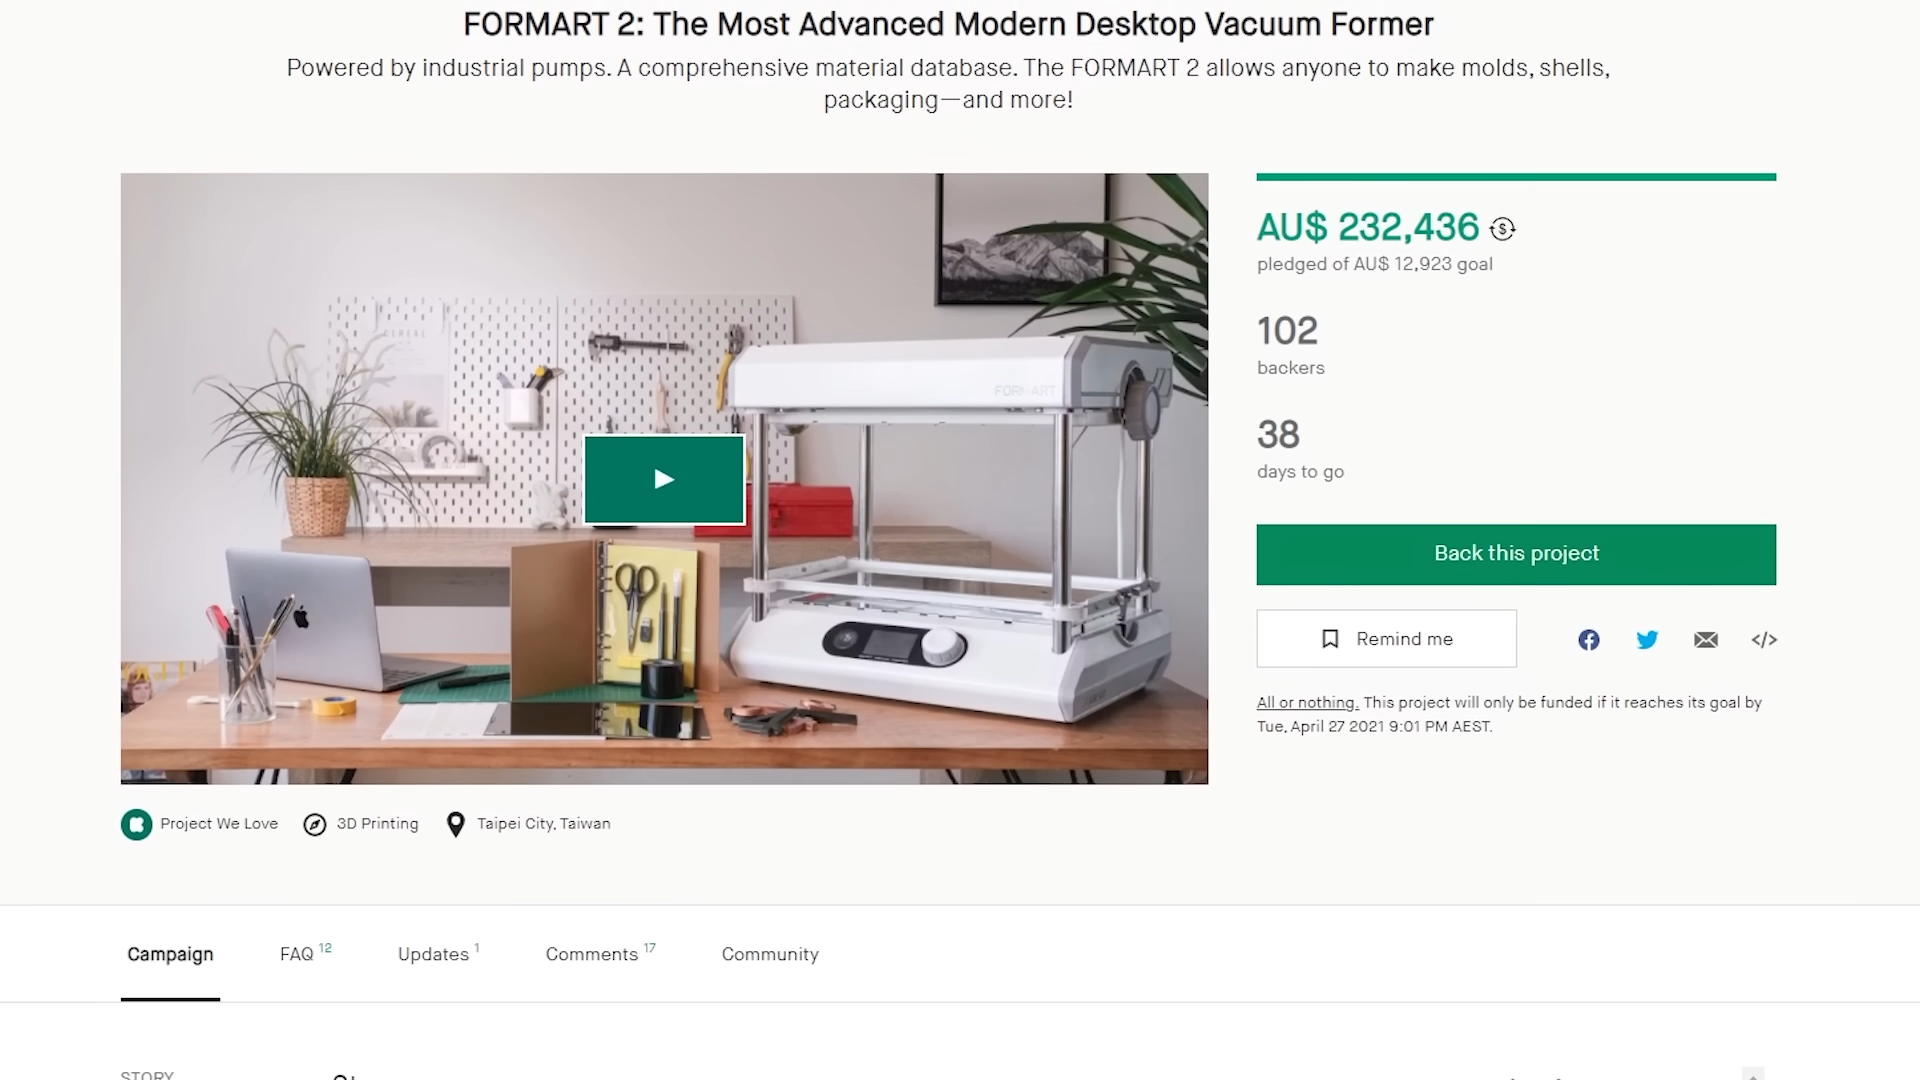 FORMART 2: The Most Advanced Modern Desktop Vacuum Former
Powered by industrial pumps. A comprehensive material database. The FORMART 2 allows anyone to make molds, shells,
packaging—and more!
FORMART
AU$ 232,436
pledged of AU$ 12,923 goal
102
backers
38
days to go
Back this project
Remind me
All or nothing. This project will only be funded if it reaches its goal by
Tue, April 27 2021 9:01 PM AEST.
Project We Love
3D Printing
Taipei City, Taiwan
Campaign
FAQ 12
Updates 1
Comments 17
Community
STORY